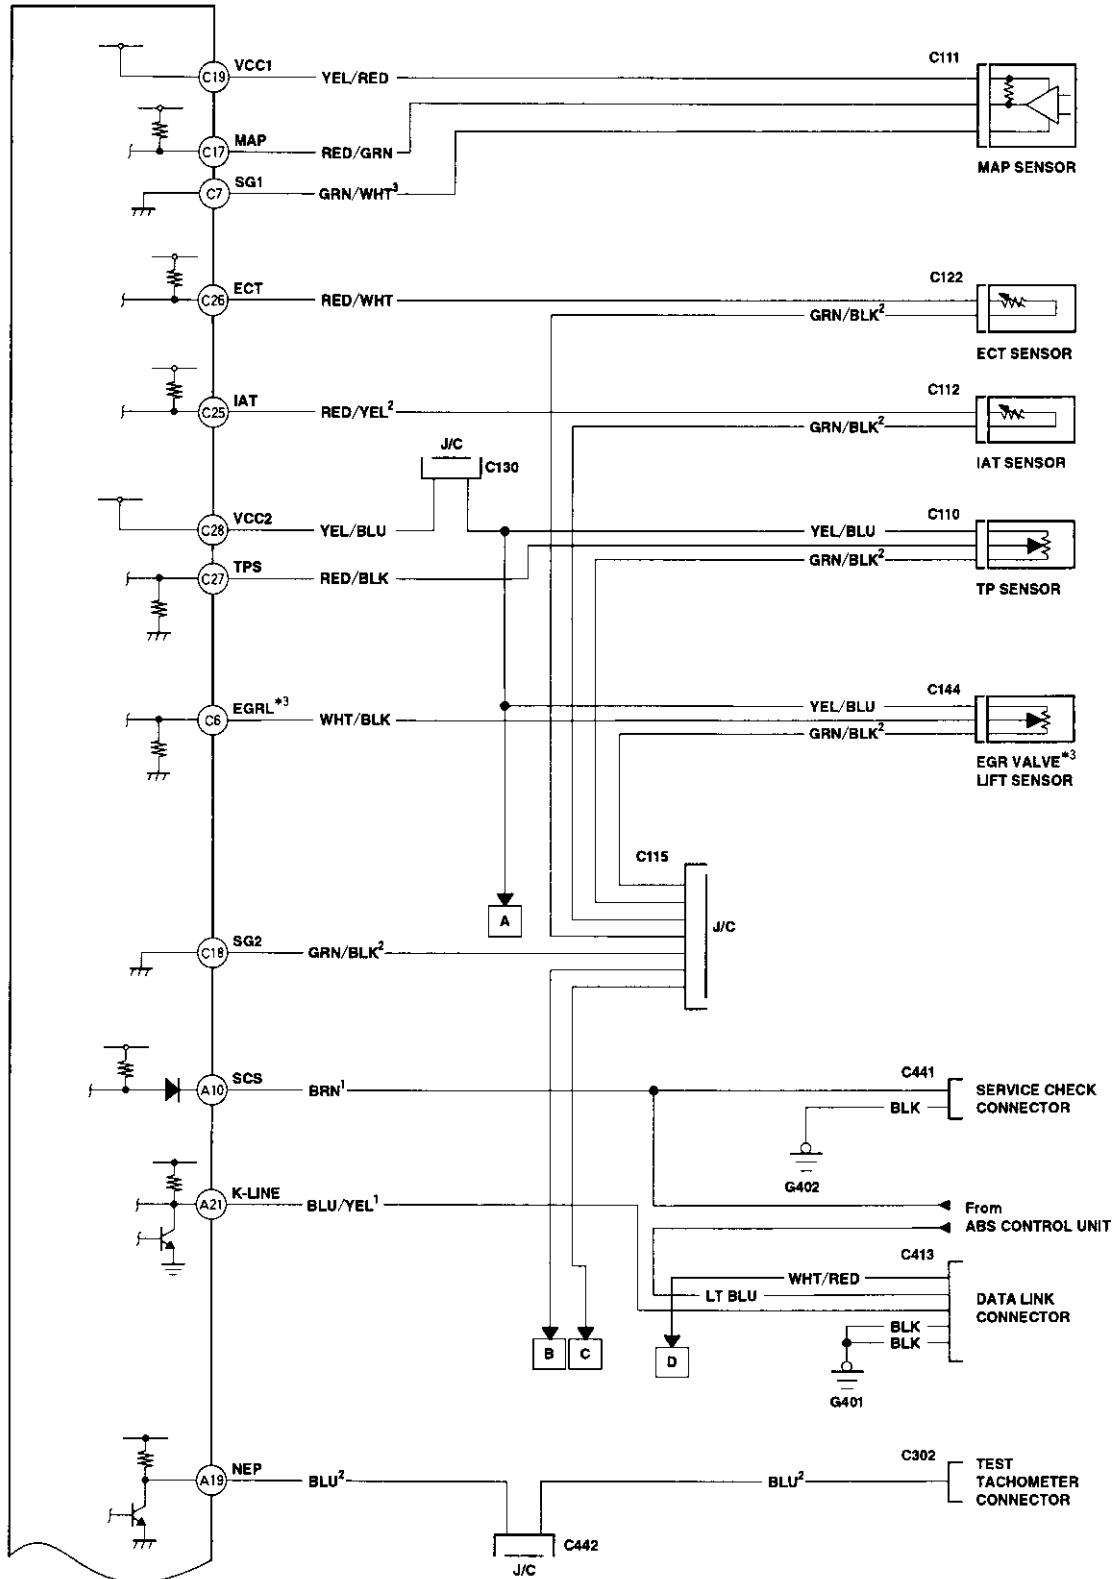 VCC1
C19
YEL/RED
C111
MAP
C17
RED/GRN
MAP SENSOR
SG1
C7
GRN/WHT³
ECT
C26
RED/WHT
C122
GRN/BLK²
ECT SENSOR
IAT
C25
RED/YEL²
C112
GRN/BLK²
IAT SENSOR
J/C
C130
VCC2
C28
YEL/BLU
YEL/BLU
C110
TPS
C27
RED/BLK
GRN/BLK²
TP SENSOR
EGRL*3
C6
WHT/BLK
C144
YEL/BLU
GRN/BLK²
EGR VALVE*3
LIFT SENSOR
C115
A
J/C
SG2
C18
GRN/BLK²
SCS
A10
BRN¹
C441
SERVICE CHECK
CONNECTOR
BLK
G402
K-LINE
A21
BLU/YEL¹
From
ABS CONTROL UNIT
C413
WHT/RED
LT BLU
DATA LINK
CONNECTOR
BLK
BLK
B
C
D
G401
NEP
A19
BLU²
BLU²
C302
TEST
TACHOMETER
CONNECTOR
C442
J/C